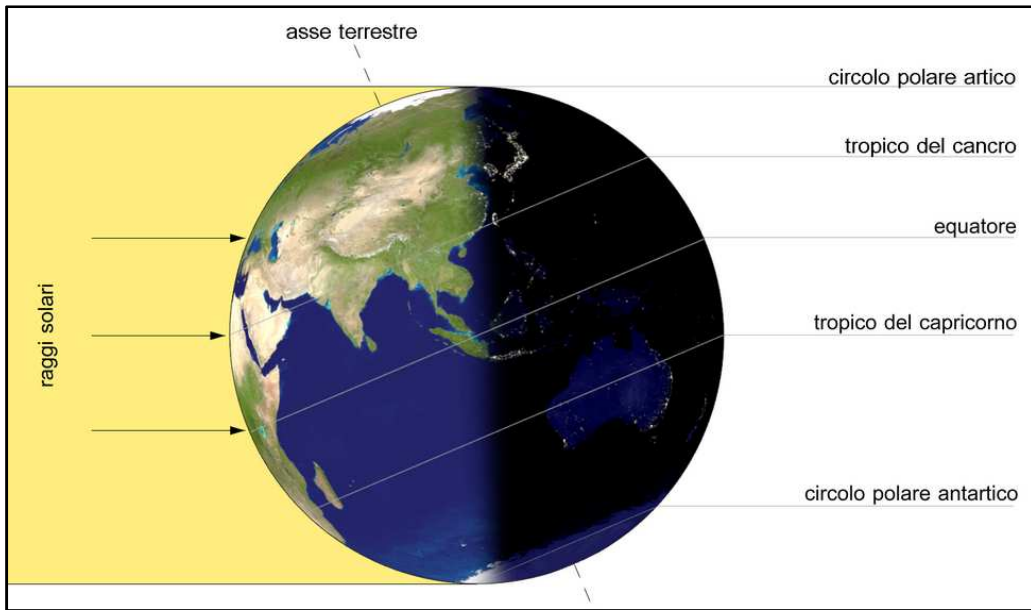 asse terrestre
circolo polare artico
tropico del cancro
equatore
raggi solari
tropico del capricorno
circolo polare antartico